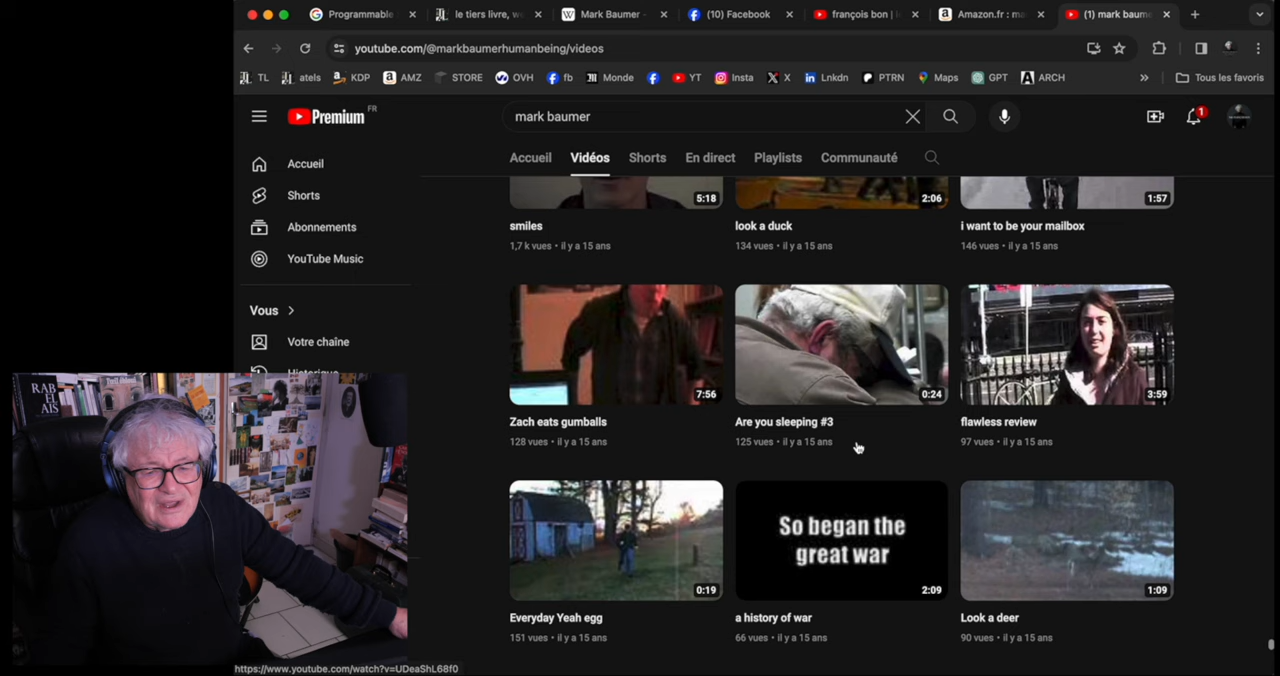 Programmable
le tiers livre, we
Mark Baumer -
(10) Facebook
françois bon | l
Amazon.fr : ma
(1) mark baum
youtube.com/@markbaumerhumanbeing/videos
TL
atels
KDP
AMZ
STORE
OVH
fb
Monde
YT
Insta
X
Lnkdn
PTRN
Maps
GPT
ARCH
Tous les favoris
Premium FR
mark baumer
1
Accueil
Vidéos
Shorts
En direct
Playlists
Communauté
Accueil
Shorts
Abonnements
YouTube Music
Vous
Votre chaîne
Historique
5:18
2:06
1:57
smiles
look a duck
i want to be your mailbox
1,7 k vues • il y a 15 ans
134 vues • il y a 15 ans
146 vues • il y a 15 ans
7:56
0:24
3:59
Zach eats gumballs
Are you sleeping #3
flawless review
128 vues • il y a 15 ans
125 vues • il y a 15 ans
97 vues • il y a 15 ans
So began the
great war
0:19
2:09
1:09
Everyday Yeah egg
a history of war
Look a deer
151 vues • il y a 15 ans
66 vues • il y a 15 ans
90 vues • il y a 15 ans
RAB
ELAIS
https://www.youtube.com/watch?v=UDeaShL68f0